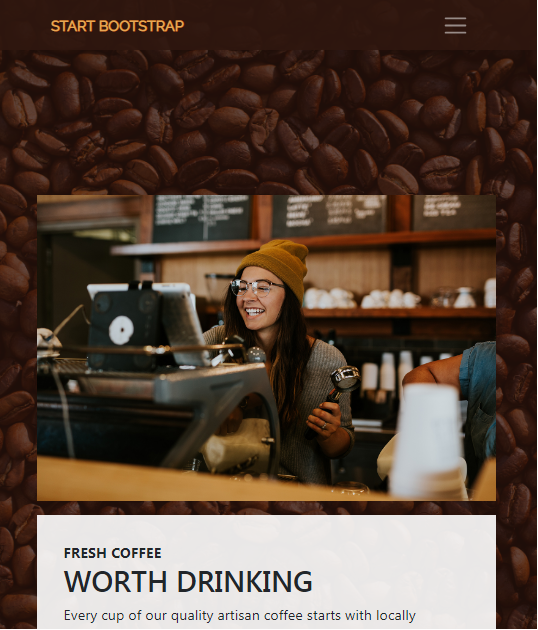 START BOOTSTRAP
FRESH COFFEE
WORTH DRINKING
Every cup of our quality artisan coffee starts with locally